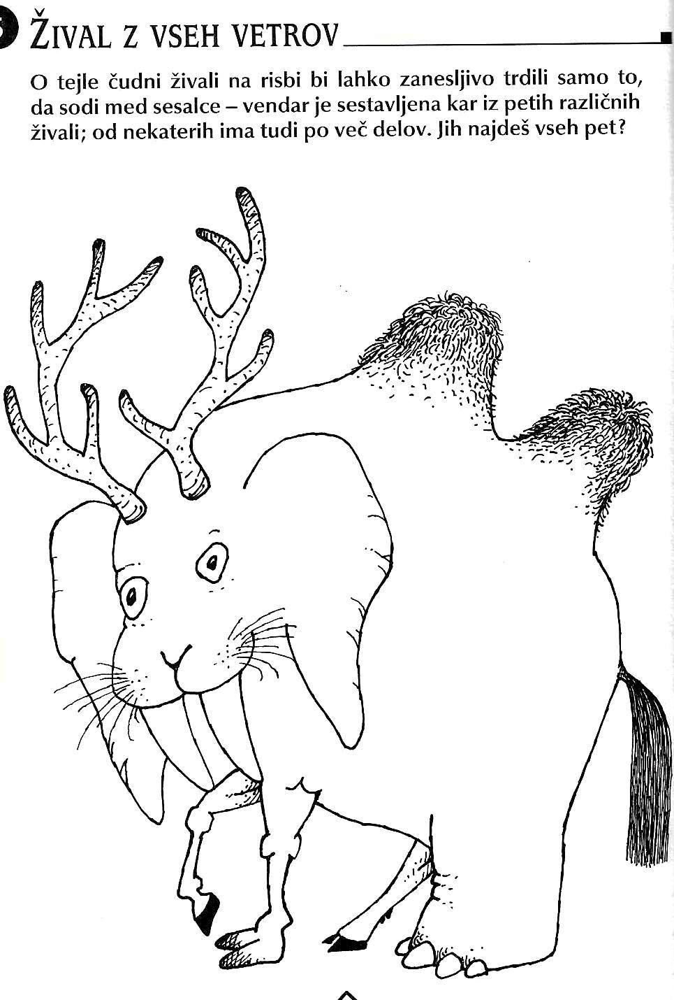 ŽIVAL Z VSEH VETROV
O tejle čudni živali na risbi bi lahko zanesljivo trdili samo to,
da sodi med sesalce – vendar je sestavljena kar iz petih različnih
živali; od nekaterih ima tudi po več delov. Jih najdeš vseh pet?